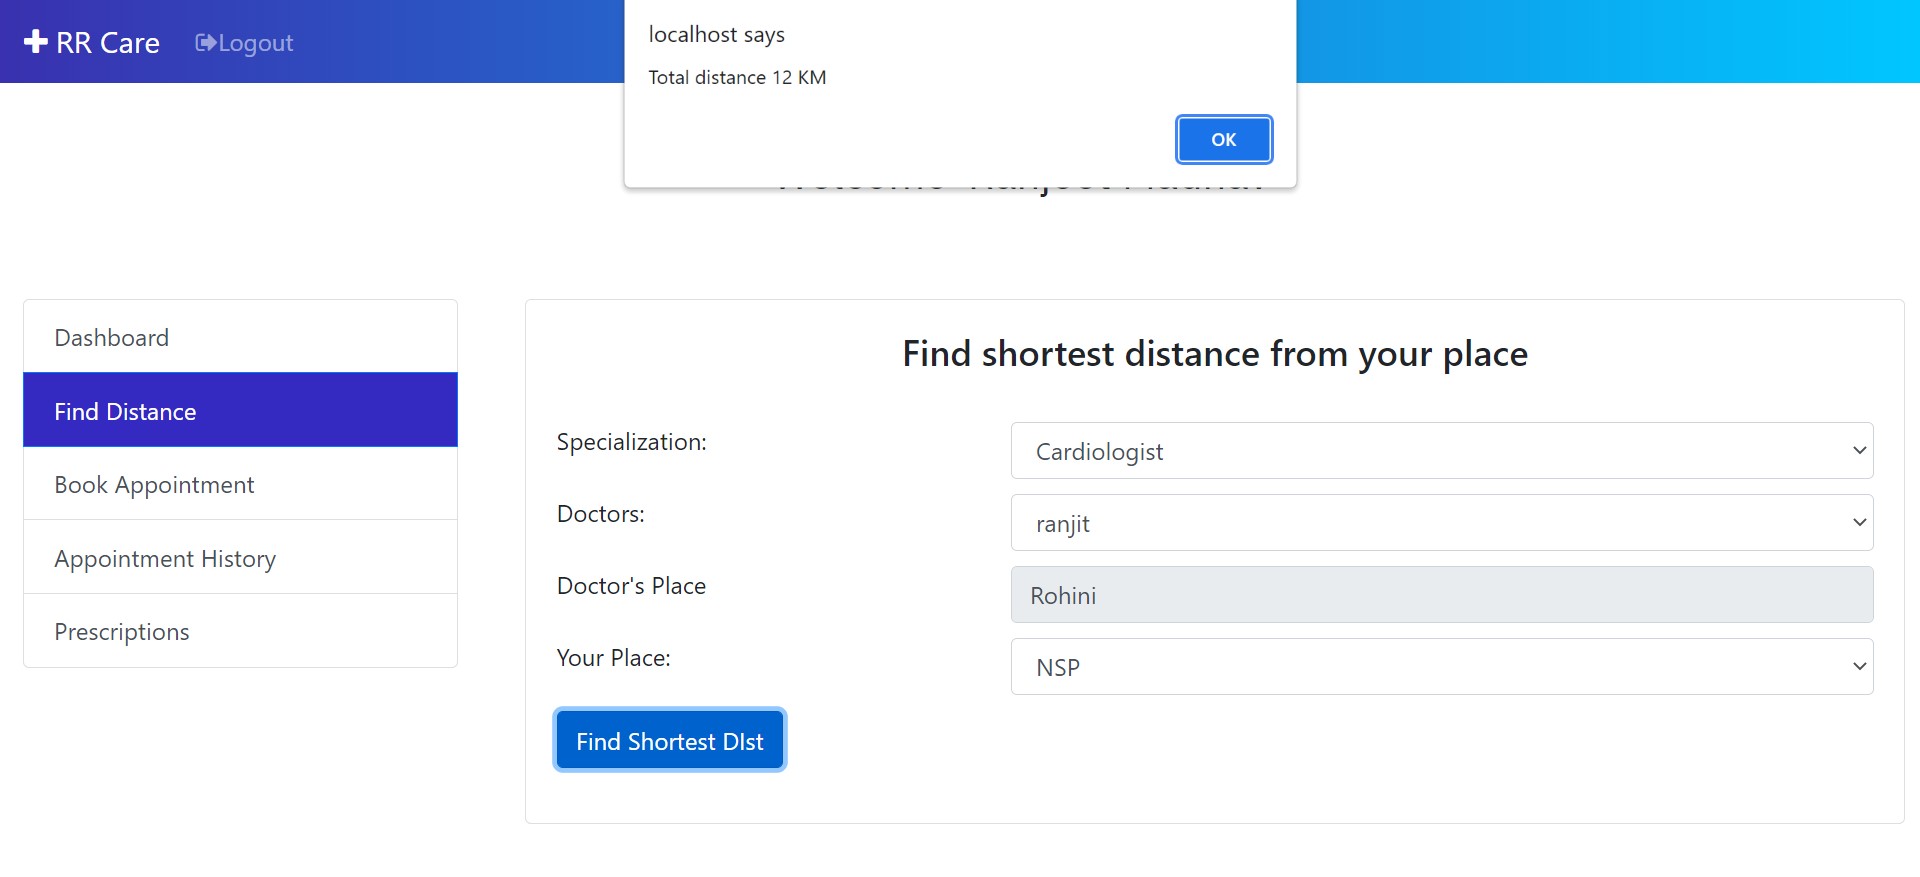 RR Care Logout
localhost says
Total distance 12 KM
OK
Dashboard
Find Distance
Book Appointment
Appointment History
Prescriptions
Find shortest distance from your place
Specialization: Cardiologist
Doctors: ranjit
Doctor's Place Rohini
Your Place: NSP
Find Shortest DIst